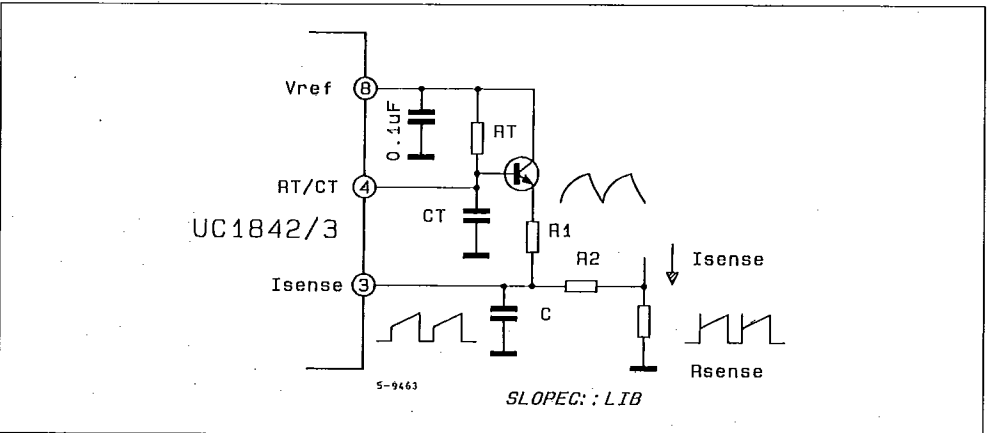 Vref 8
0.1uF
RT
RT/CT 4
CT
UC1842/3
R1
R2
Isense
Isense 3
C
Rsense
S-9463
SLOPEC::LIB